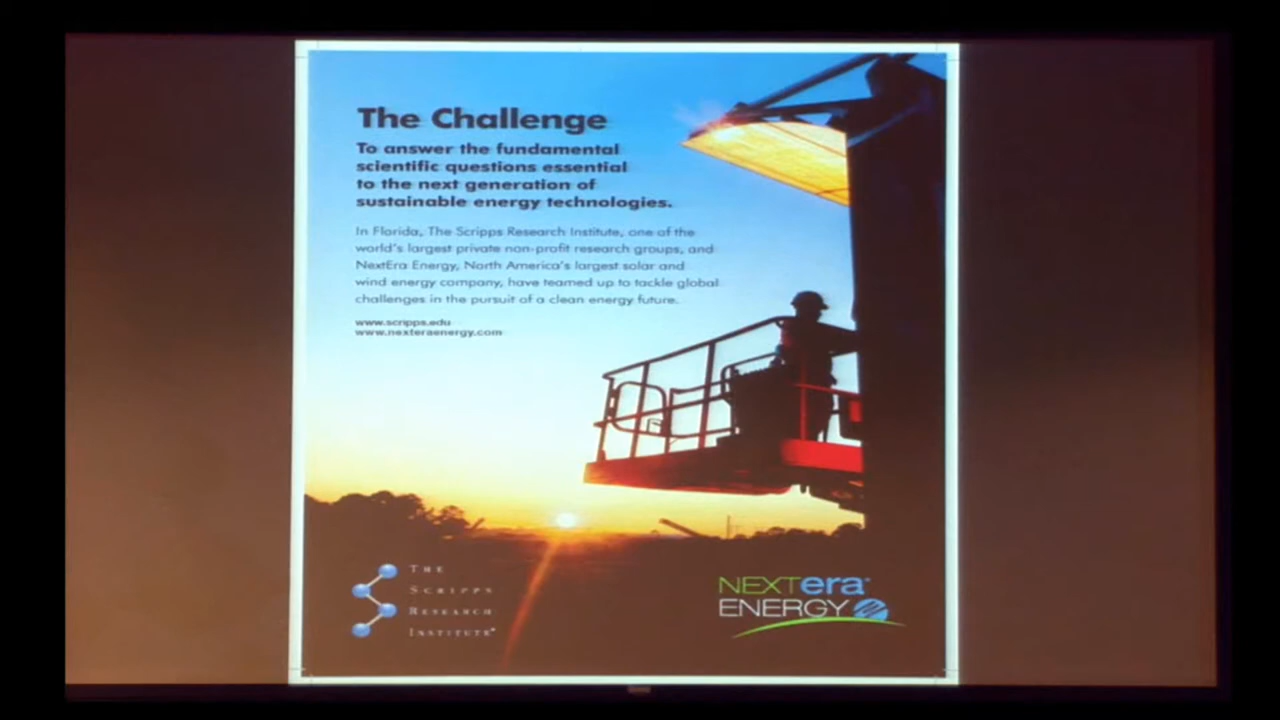 The Challenge
To answer the fundamental
scientific questions essential
to the next generation of
sustainable energy technologies.
In Florida, The Scripps Research Institute, one of the
world's largest private non-profit research groups, and
NextEra Energy, North America's largest solar and
wind energy company, have teamed up to tackle global
challenges in the pursuit of a clean energy future.
www.scripps.edu
www.nexteraenergy.com
THE
SCRIPPS
RESEARCH
INSTITUTE®
NEXTera®
ENERGY